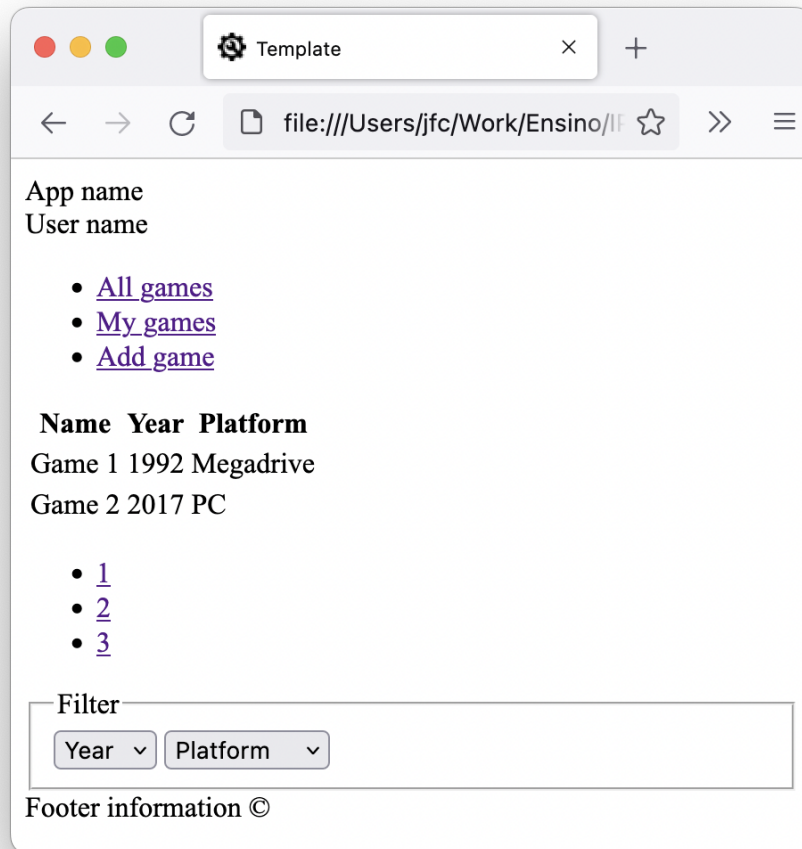 Template
file:///Users/jfc/Work/Ensino/
App name
User name
All games
My games
Add game
Name Year Platform
Game 1 1992 Megadrive
Game 2 2017 PC
1
2
3
Filter
Year Platform
Footer information ©